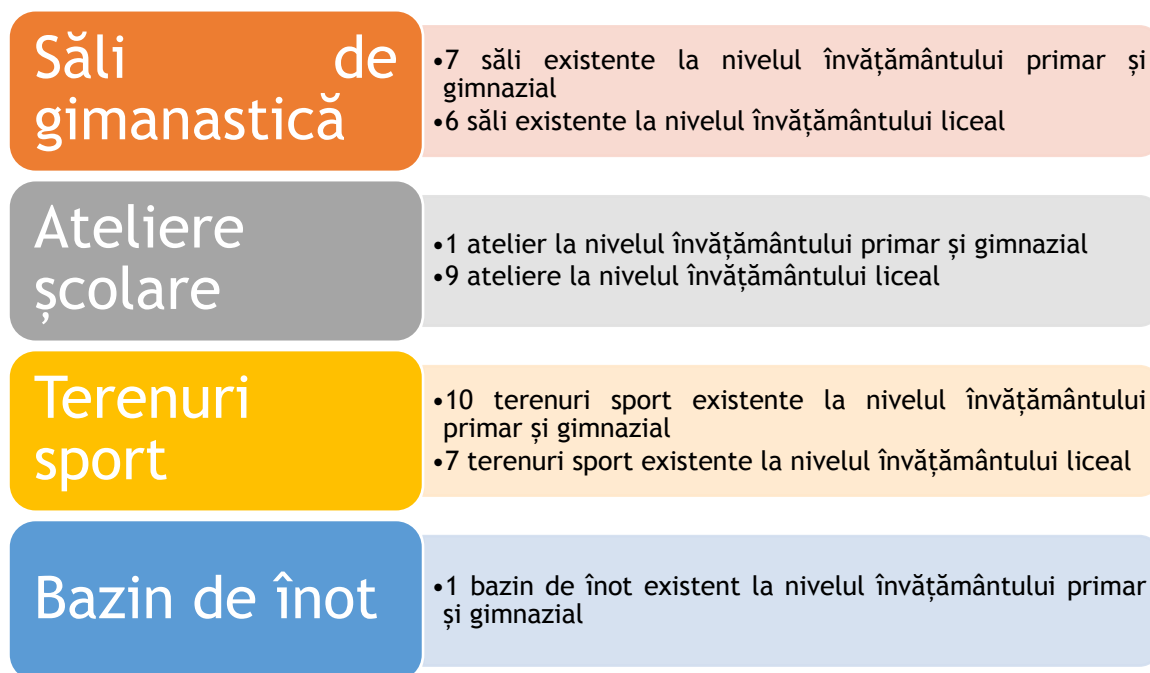 Săli de
gimanastică
•7 săli existente la nivelul învățământului primar și
gimnazial
•6 săli existente la nivelul învățământului liceal
Ateliere
școlare
•1 atelier la nivelul învățământului primar și gimnazial
•9 ateliere la nivelul învățământului liceal
Terenuri
sport
•10 terenuri sport existente la nivelul învățământului
primar și gimnazial
•7 terenuri sport existente la nivelul învățământului liceal
Bazin de înot
•1 bazin de înot existent la nivelul învățământului primar
și gimnazial